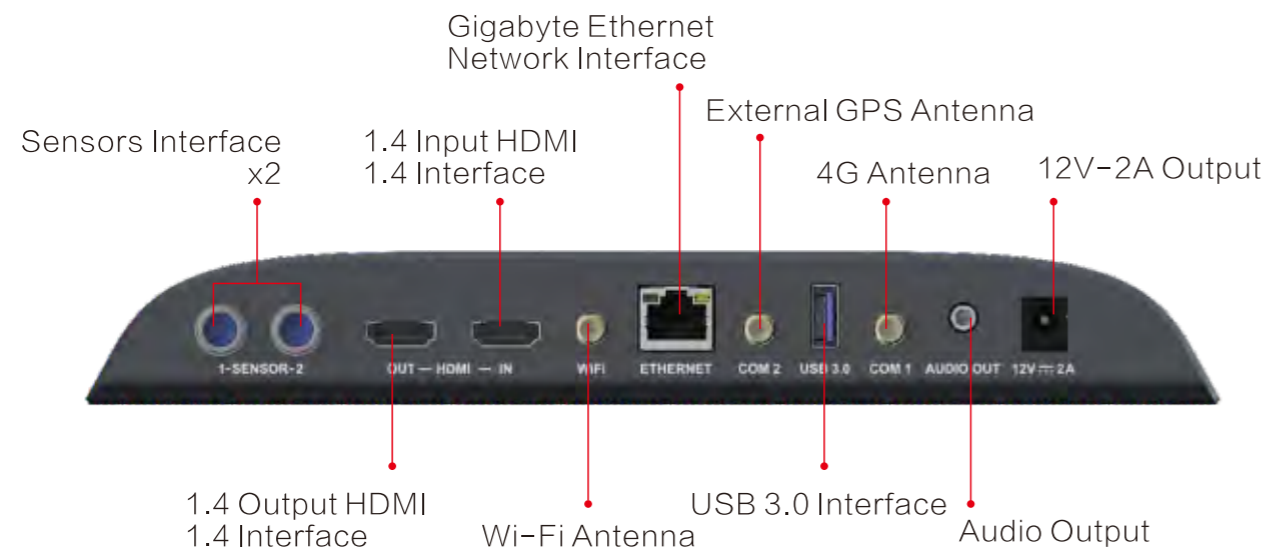 Gigabyte Ethernet
Network Interface
External GPS Antenna
Sensors Interface
x2
1.4 Input HDMI
1.4 Interface
4G Antenna
12V-2A Output
1-SENSOR-2
OUT — HDMI — IN
WiFi
ETHERNET
COM 2
USB 3.0
COM 1
AUDIO OUT
12V⎓2A
1.4 Output HDMI
1.4 Interface
Wi-Fi Antenna
USB 3.0 Interface
Audio Output